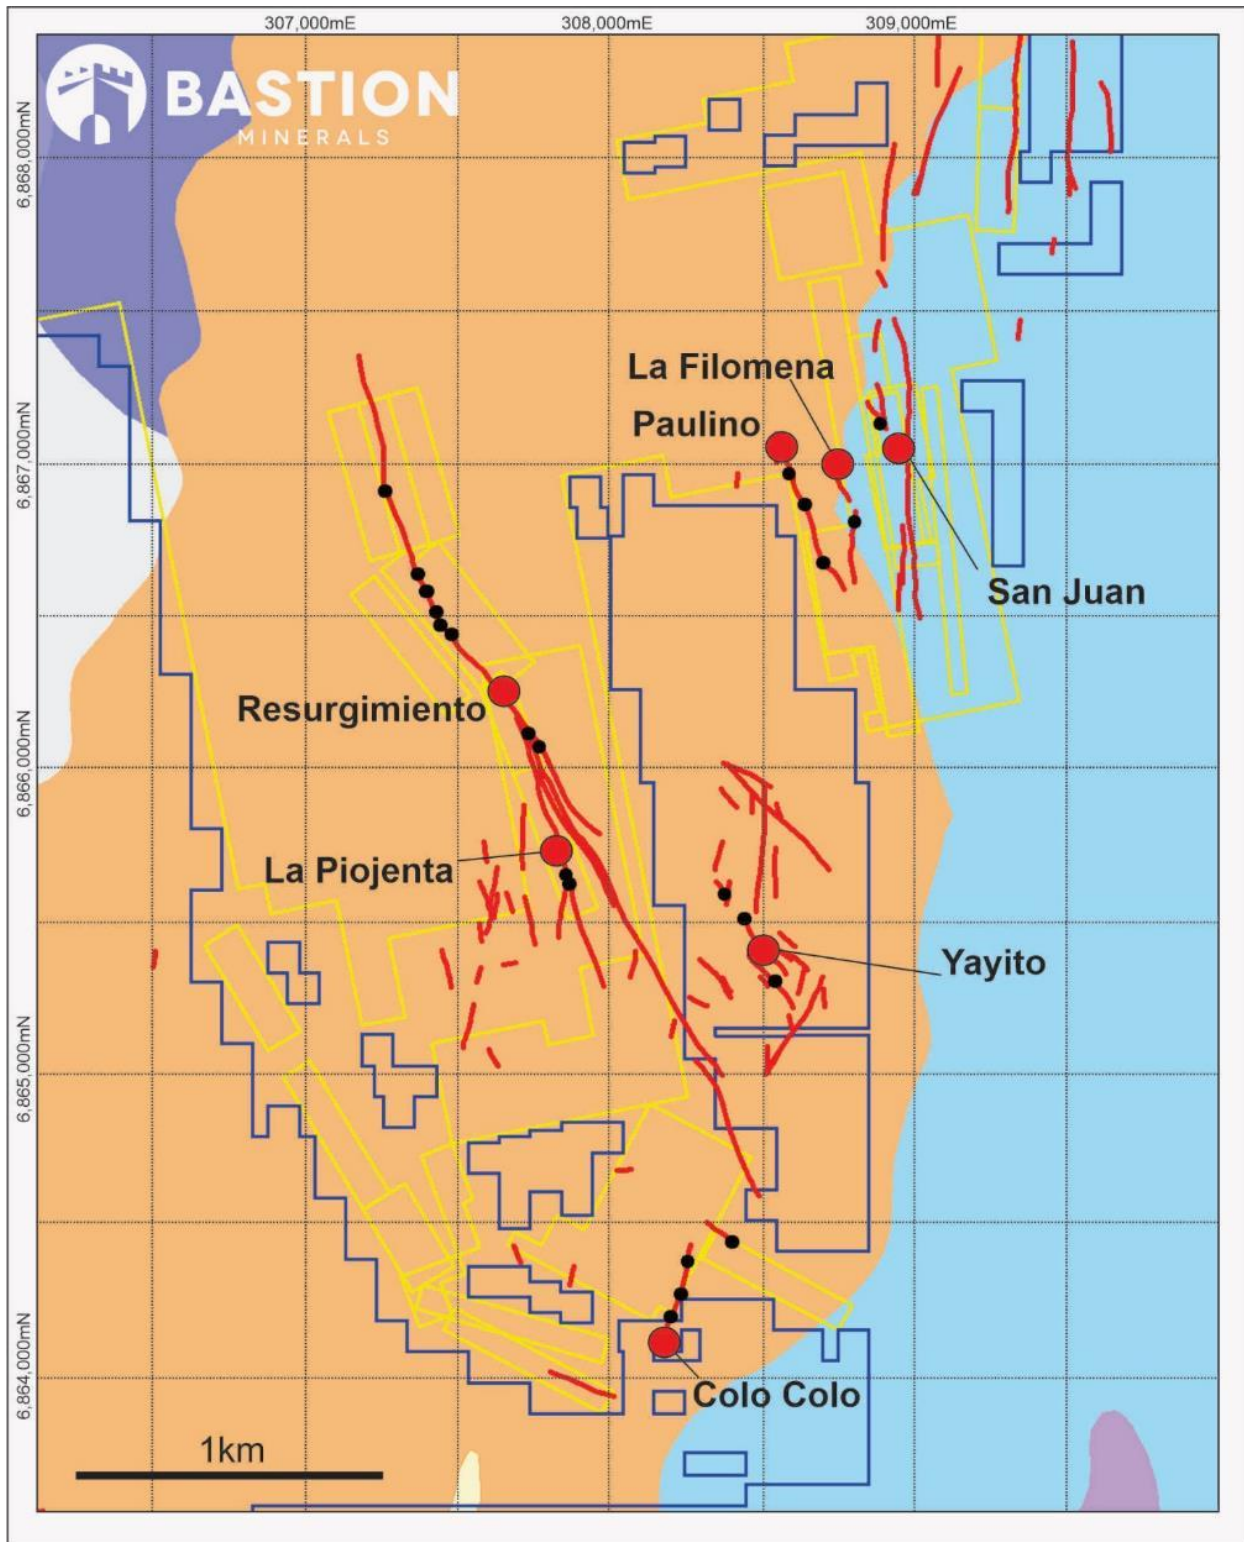 307,000mE
308,000mE
309,000mE
BASTION
MINERALS
6,868,000mN
La Filomena
Paulino
6,867,000mN
San Juan
Resurgimiento
6,866,000mN
La Piojenta
Yayito
6,865,000mN
6,864,000mN
Colo Colo
1km